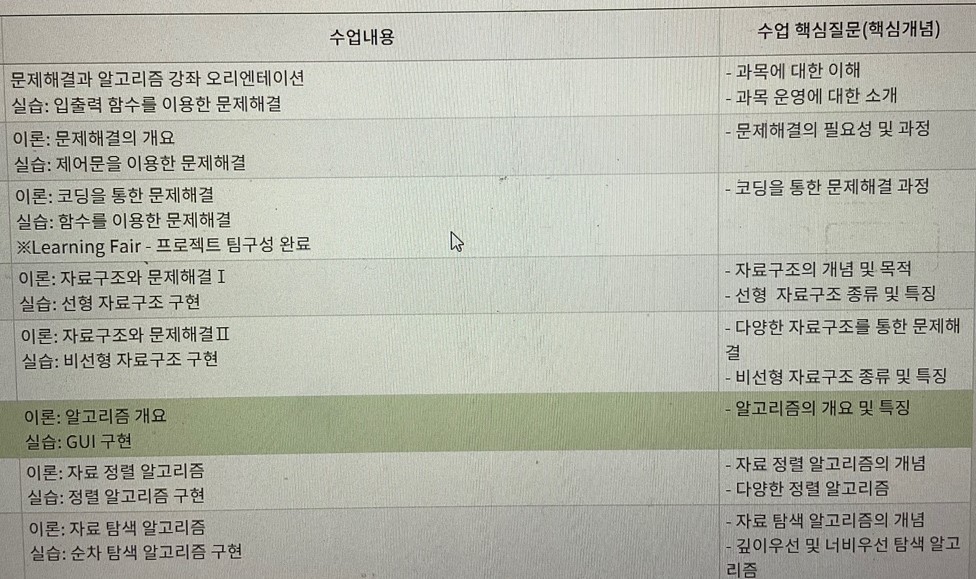 수업내용
수업 핵심질문(핵심개념)
문제해결과 알고리즘 강좌 오리엔테이션
실습: 입출력 함수를 이용한 문제해결
- 과목에 대한 이해
- 과목 운영에 대한 소개
이론: 문제해결의 개요
실습: 제어문을 이용한 문제해결
- 문제해결의 필요성 및 과정
이론: 코딩을 통한 문제해결
실습: 함수를 이용한 문제해결
※Learning Fair - 프로젝트 팀구성 완료
- 코딩을 통한 문제해결 과정
이론: 자료구조와 문제해결Ⅰ
실습: 선형 자료구조 구현
- 자료구조의 개념 및 목적
- 선형 자료구조 종류 및 특징
이론: 자료구조와 문제해결Ⅱ
실습: 비선형 자료구조 구현
- 다양한 자료구조를 통한 문제해
결
- 비선형 자료구조 종류 및 특징
이론: 알고리즘 개요
실습: GUI 구현
- 알고리즘의 개요 및 특징
이론: 자료 정렬 알고리즘
실습: 정렬 알고리즘 구현
- 자료 정렬 알고리즘의 개념
- 다양한 정렬 알고리즘
이론: 자료 탐색 알고리즘
실습: 순차 탐색 알고리즘 구현
- 자료 탐색 알고리즘의 개념
- 깊이우선 및 너비우선 탐색 알고
리즘